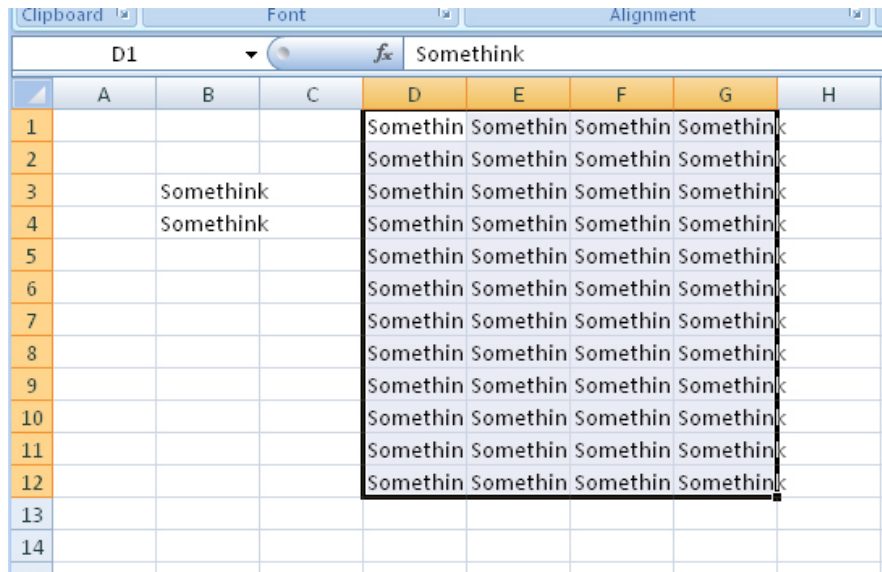 Clipboard Font Alignment
D1 fx Somethink
A B C D E F G H
1 Somethin Somethin Somethin Somethink
2 Somethin Somethin Somethin Somethink
3 Somethink Somethin Somethin Somethin Somethink
4 Somethink Somethin Somethin Somethin Somethink
5 Somethin Somethin Somethin Somethink
6 Somethin Somethin Somethin Somethink
7 Somethin Somethin Somethin Somethink
8 Somethin Somethin Somethin Somethink
9 Somethin Somethin Somethin Somethink
10 Somethin Somethin Somethin Somethink
11 Somethin Somethin Somethin Somethink
12 Somethin Somethin Somethin Somethink
13
14